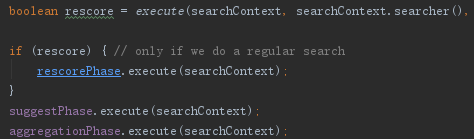 boolean rescore = execute(searchContext, searchContext.searcher(),
if (rescore) { // only if we do a regular search
rescorePhase.execute(searchContext);
}
suggestPhase.execute(searchContext);
aggregationPhase.execute(searchContext);